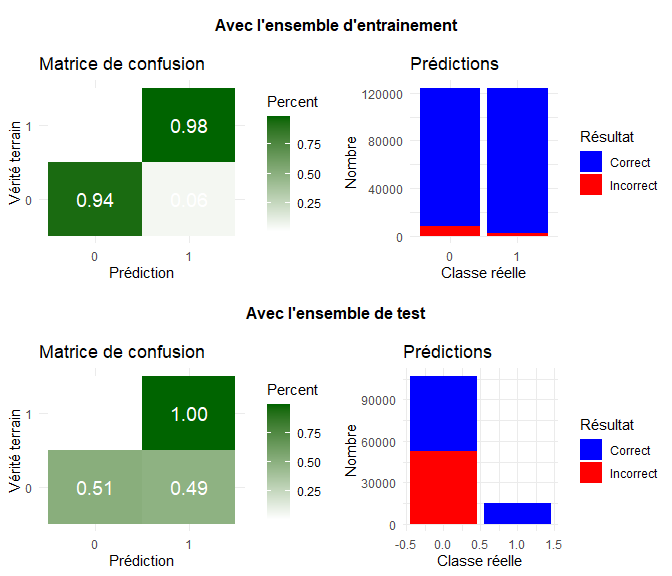 Avec l'ensemble d'entrainement
Matrice de confusion
Vérité terrain
1
0
0.98
0.94
0.06
0
1
Prédiction
Percent
0.75
0.50
0.25
Prédictions
Nombre
120000
80000
40000
0
0
1
Classe réelle
Résultat
Correct
Incorrect
Avec l'ensemble de test
Matrice de confusion
Vérité terrain
1
0
1.00
0.51
0.49
0
1
Prédiction
Percent
0.75
0.50
0.25
Prédictions
Nombre
90000
60000
30000
0
-0.5
0.0
0.5
1.0
1.5
Classe réelle
Résultat
Correct
Incorrect